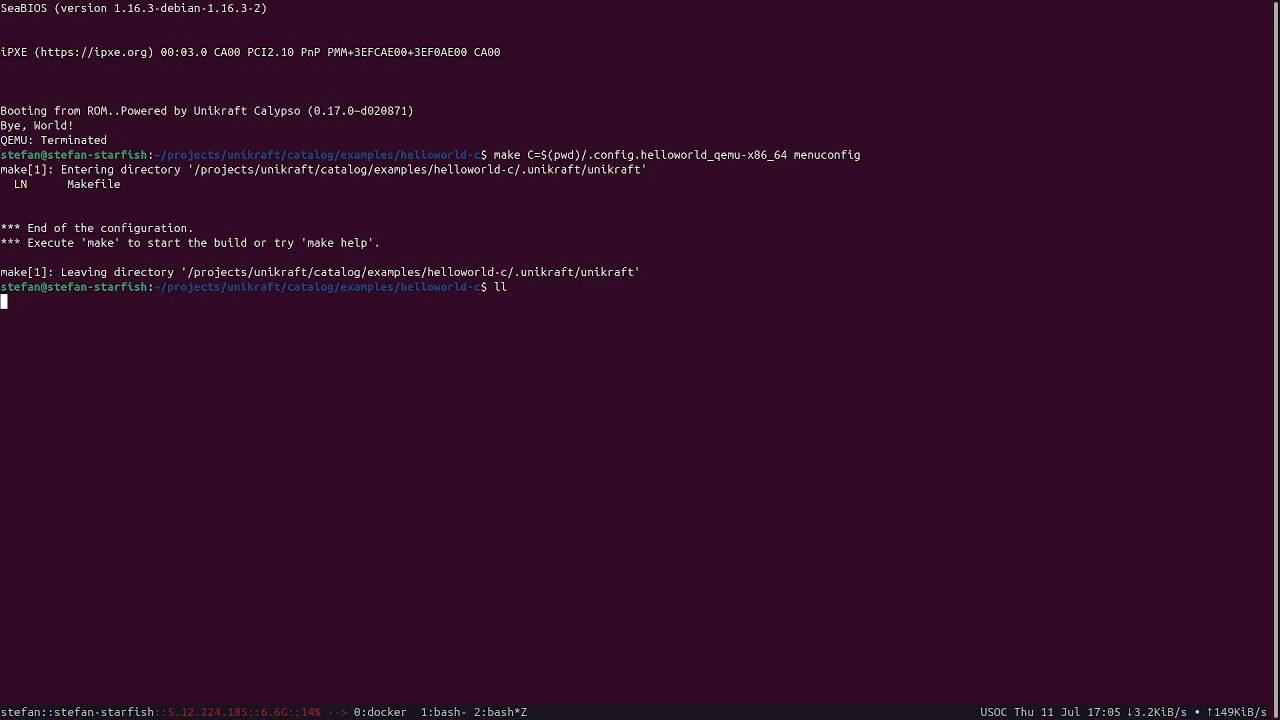 SeaBIOS (version 1.16.3-debian-1.16.3-2)
iPXE (https://ipxe.org) 00:03.0 CA00 PCI2.10 PnP PMM+3EFCAE00+3EF0AE00 CA00
Booting from ROM..Powered by Unikraft Calypso (0.17.0~d020871)
Bye, World!
QEMU: Terminated
stefan@stefan-starfish:~/projects/unikraft/catalog/examples/helloworld-c$ make C=$(pwd)/.config.helloworld_qemu-x86_64 menuconfig
make[1]: Entering directory '/projects/unikraft/catalog/examples/helloworld-c/.unikraft/unikraft'
LN Makefile
*** End of the configuration.
*** Execute 'make' to start the build or try 'make help'.
make[1]: Leaving directory '/projects/unikraft/catalog/examples/helloworld-c/.unikraft/unikraft'
stefan@stefan-starfish:~/projects/unikraft/catalog/examples/helloworld-c$ ll
stefan::stefan-starfish::5.12.224.185::6.6G::14% --> 0:docker 1:bash- 2:bash*Z USOC Thu 11 Jul 17:05 ↓3.2KiB/s • ↑149KiB/s